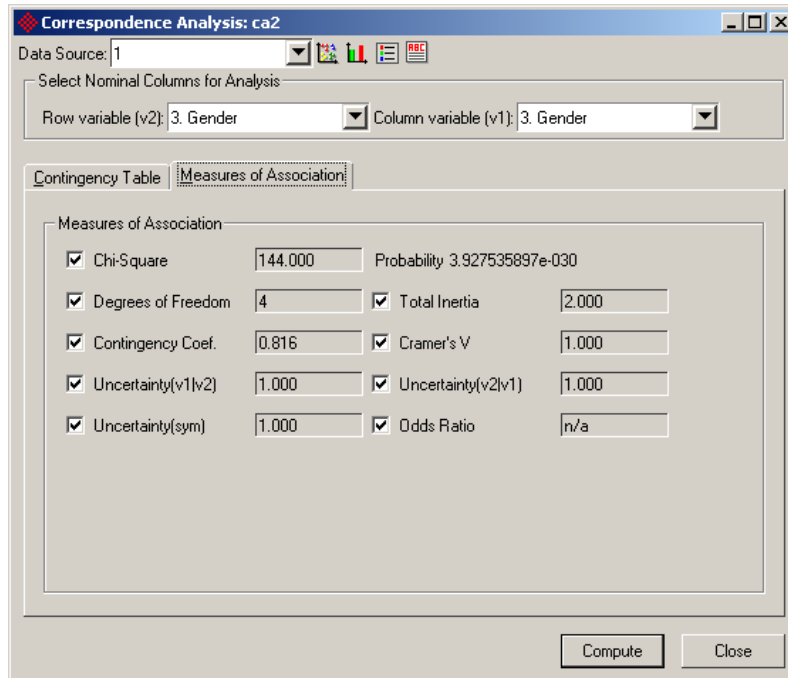 Correspondence Analysis: ca2
Data Source: 1
ABC
Select Nominal Columns for Analysis
Row variable (v2): 3. Gender Column variable (v1): 3. Gender
Contingency Table Measures of Association
Measures of Association
Chi-Square 144.000 Probability 3.927535897e-030
Degrees of Freedom 4 Total Inertia 2.000
Contingency Coef. 0.816 Cramer's V 1.000
Uncertainty(v1|v2) 1.000 Uncertainty(v2|v1) 1.000
Uncertainty(sym) 1.000 Odds Ratio n/a
Compute Close